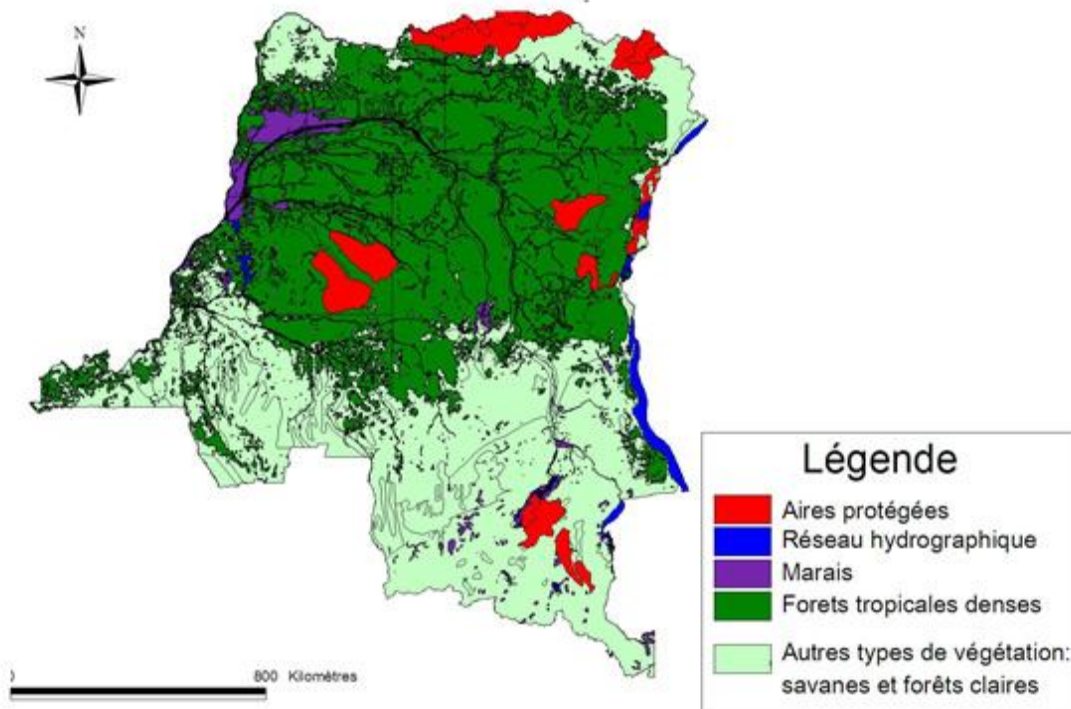 N
0
800 Kilomètres
Légende
Aires protégées
Réseau hydrographique
Marais
Forets tropicales denses
Autres types de végétation:
savanes et forêts claires